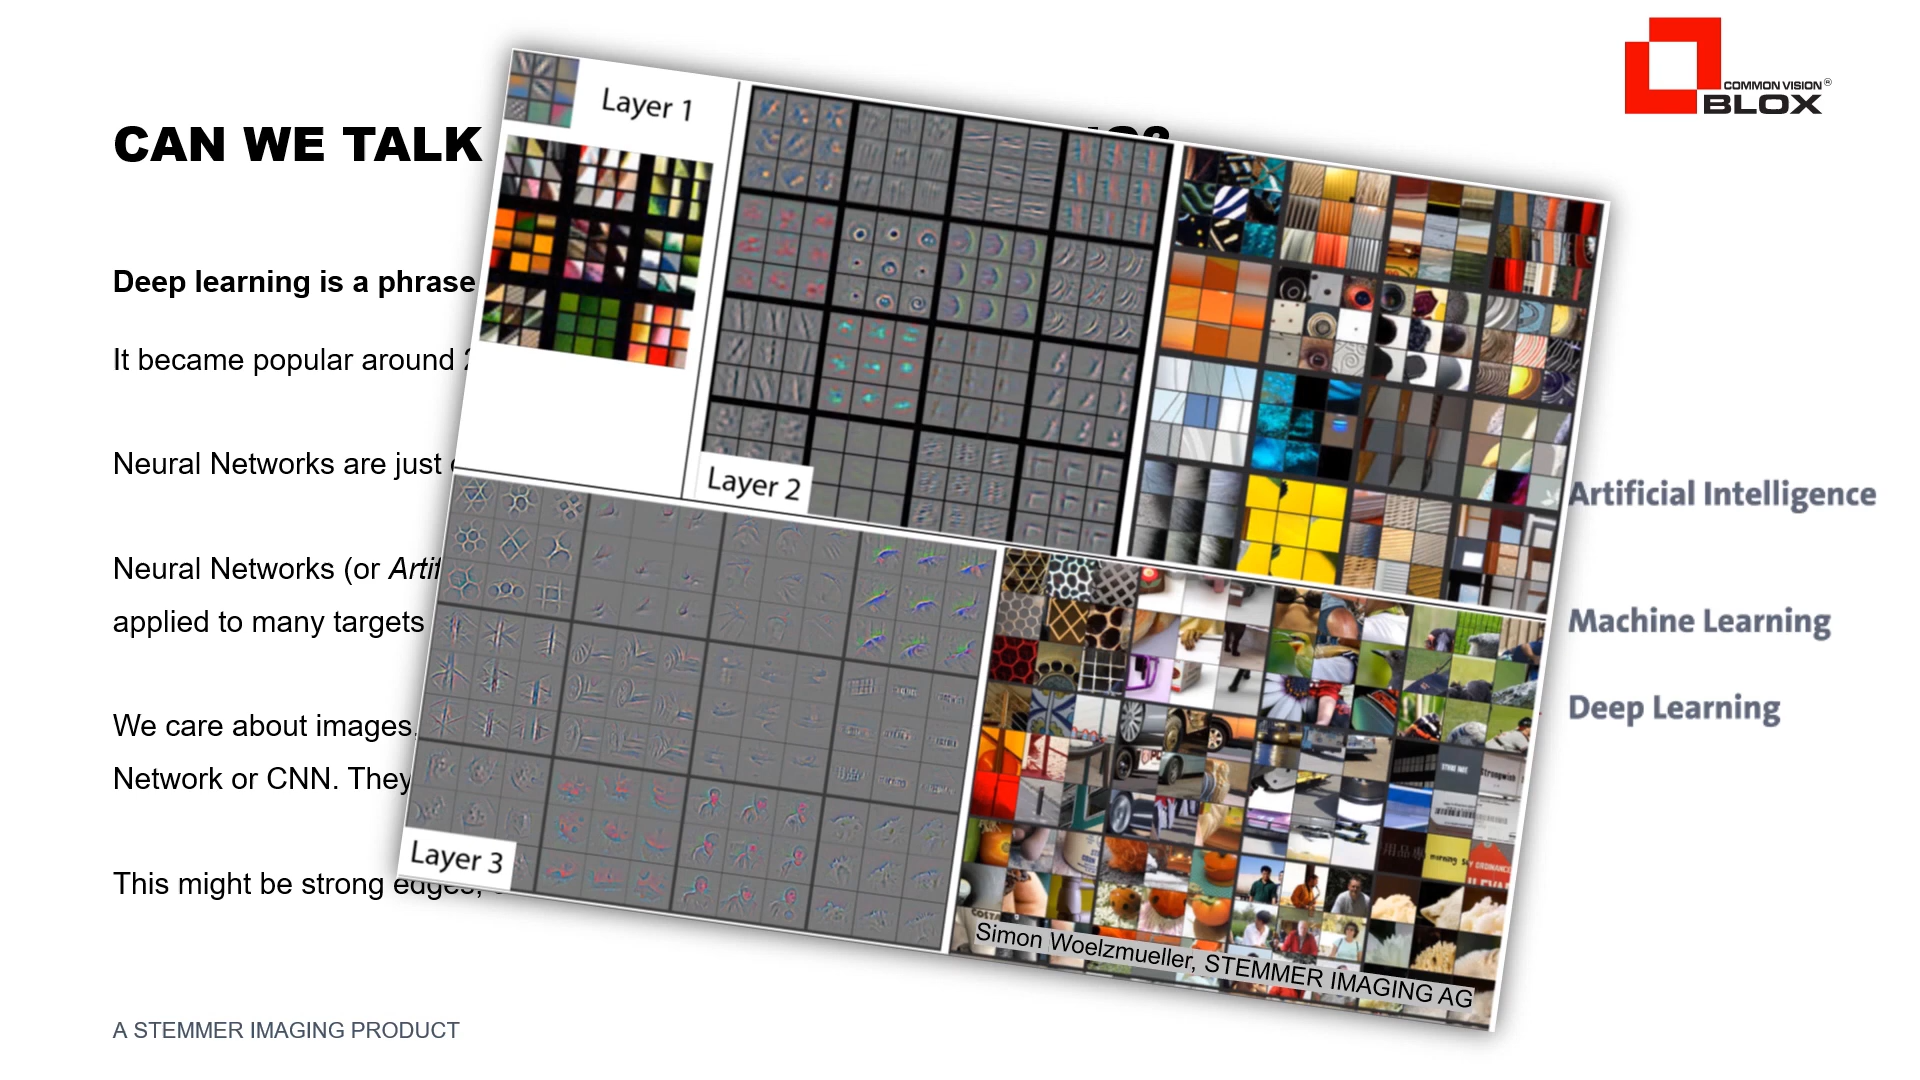 COMMON VISION
BLOX
CAN WE TALK
Deep learning is a phrase
It became popular around
Neural Networks are just
Neural Networks (or
applied to many targets
We care about images,
Network or CNN. They
This might be strong edges,
Layer 1
Layer 2
Layer 3
Artificial Intelligence
Machine Learning
Deep Learning
Simon Woelzmueller, STEMMER IMAGING AG
A STEMMER IMAGING PRODUCT